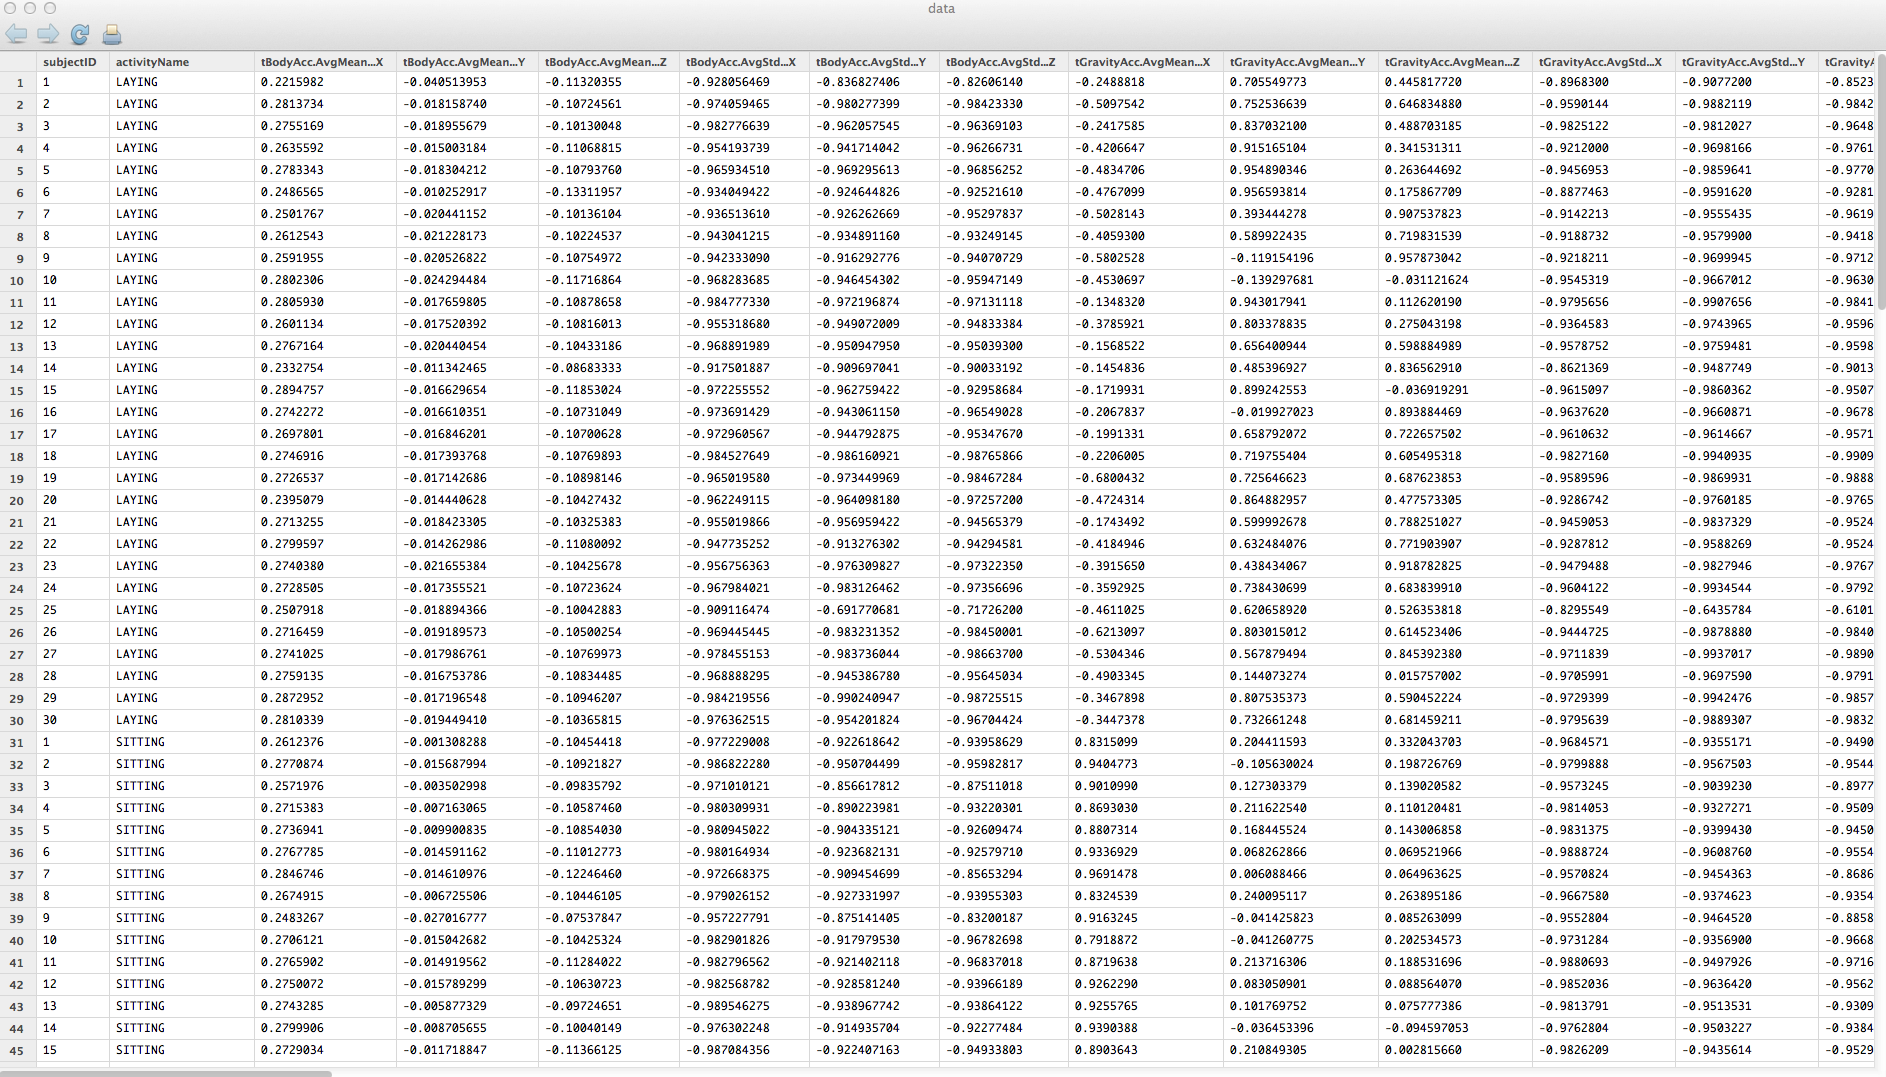 data
subjectID activityName tBodyAcc.AvgMean...X tBodyAcc.AvgMean...Y tBodyAcc.AvgMean...Z tBodyAcc.AvgStd...X tBodyAcc.AvgStd...Y tBodyAcc.AvgStd...Z tGravityAcc.AvgMean...X tGravityAcc.AvgMean...Y tGravityAcc.AvgMean...Z tGravityAcc.AvgStd...X tGravityAcc.AvgStd...Y tGravityA
1 1 LAYING 0.2215982 -0.040513953 -0.11320355 -0.928056469 -0.836827406 -0.82606140 -0.2488818 0.705549773 0.445817720 -0.8968300 -0.9077200 -0.8523
2 2 LAYING 0.2813734 -0.018158740 -0.10724561 -0.974059465 -0.980277399 -0.98423330 -0.5097542 0.752536639 0.646834880 -0.9590144 -0.9882119 -0.9842
3 3 LAYING 0.2755169 -0.018955679 -0.10130048 -0.982776639 -0.962057545 -0.96369103 -0.2417585 0.837032100 0.488703185 -0.9825122 -0.9812027 -0.9648
4 4 LAYING 0.2635592 -0.015003184 -0.11068815 -0.954193739 -0.941714042 -0.96266731 -0.4206647 0.915165104 0.341531311 -0.9212000 -0.9698166 -0.9761
5 5 LAYING 0.2783343 -0.018304212 -0.10793760 -0.965934510 -0.969295613 -0.96856252 -0.4834706 0.954890346 0.263644692 -0.9456953 -0.9859641 -0.9770
6 6 LAYING 0.2486565 -0.010252917 -0.13311957 -0.934049422 -0.924644826 -0.92521610 -0.4767099 0.956593814 0.175867709 -0.8877463 -0.9591620 -0.9281
7 7 LAYING 0.2501767 -0.020441152 -0.10136104 -0.936513610 -0.926262669 -0.95297837 -0.5028143 0.393444278 0.907537823 -0.9142213 -0.9555435 -0.9619
8 8 LAYING 0.2612543 -0.021228173 -0.10224537 -0.943041215 -0.934891160 -0.93249145 -0.4059300 0.589922435 0.719831539 -0.9188732 -0.9579900 -0.9418
9 9 LAYING 0.2591955 -0.020526822 -0.10754972 -0.942333090 -0.916292776 -0.94070729 -0.5802528 -0.119154196 0.957873042 -0.9218211 -0.9699945 -0.9712
10 10 LAYING 0.2802306 -0.024294484 -0.11716864 -0.968283685 -0.946454302 -0.95947149 -0.4530697 -0.139297681 -0.031121624 -0.9545319 -0.9667012 -0.9630
11 11 LAYING 0.2805930 -0.017659805 -0.10878658 -0.984777330 -0.972196874 -0.97131118 -0.1348320 0.943017941 0.112620190 -0.9795656 -0.9907656 -0.9841
12 12 LAYING 0.2601134 -0.017520392 -0.10816013 -0.955318680 -0.949072009 -0.94833384 -0.3785921 0.803378835 0.275043198 -0.9364583 -0.9743965 -0.9596
13 13 LAYING 0.2767164 -0.020440454 -0.10433186 -0.968891989 -0.950947950 -0.95039300 -0.1568522 0.656400944 0.598884989 -0.9578752 -0.9759481 -0.9598
14 14 LAYING 0.2332754 -0.011342465 -0.08683333 -0.917501887 -0.909697041 -0.90033192 -0.1454836 0.485396927 0.836562910 -0.8621369 -0.9487749 -0.9013
15 15 LAYING 0.2894757 -0.016629654 -0.11853024 -0.972255552 -0.962759422 -0.92958684 -0.1719931 0.899242553 -0.036919291 -0.9615097 -0.9860362 -0.9507
16 16 LAYING 0.2742272 -0.016610351 -0.10731049 -0.973691429 -0.943061150 -0.96549028 -0.2067837 -0.019927023 0.893884469 -0.9637620 -0.9660871 -0.9678
17 17 LAYING 0.2697801 -0.016846201 -0.10700628 -0.972960567 -0.944792875 -0.95347670 -0.1991331 0.658792072 0.722657502 -0.9610632 -0.9614667 -0.9571
18 18 LAYING 0.2746916 -0.017393768 -0.10769893 -0.984527649 -0.986160921 -0.98765866 -0.2206005 0.719755404 0.605495318 -0.9827160 -0.9940935 -0.9909
19 19 LAYING 0.2726537 -0.017142686 -0.10898146 -0.965019580 -0.973449969 -0.98467284 -0.6800432 0.725646623 0.687623853 -0.9589596 -0.9869931 -0.9888
20 20 LAYING 0.2395079 -0.014440628 -0.10427432 -0.962249115 -0.964098180 -0.97257200 -0.4724314 0.864882957 0.477573305 -0.9286742 -0.9760185 -0.9765
21 21 LAYING 0.2713255 -0.018423305 -0.10325383 -0.955019866 -0.956959422 -0.94565379 -0.1743492 0.599992678 0.788251027 -0.9459053 -0.9837329 -0.9524
22 22 LAYING 0.2799597 -0.014262986 -0.11080092 -0.947735252 -0.913276302 -0.94294581 -0.4184946 0.632484076 0.771903907 -0.9287812 -0.9588269 -0.9524
23 23 LAYING 0.2740380 -0.021655384 -0.10425678 -0.956756363 -0.976309827 -0.97322350 -0.3915650 0.438434067 0.918782825 -0.9479488 -0.9827946 -0.9767
24 24 LAYING 0.2728505 -0.017355521 -0.10723624 -0.967984021 -0.983126462 -0.97356696 -0.3592925 0.738430699 0.683839910 -0.9604122 -0.9934544 -0.9792
25 25 LAYING 0.2507918 -0.018894366 -0.10042883 -0.909116474 -0.691770681 -0.71726200 -0.4611025 0.620658920 0.526353818 -0.8295549 -0.6435784 -0.6101
26 26 LAYING 0.2716459 -0.019189573 -0.10500254 -0.969445445 -0.983231352 -0.98450001 -0.6213097 0.803015012 0.614523406 -0.9444725 -0.9878880 -0.9840
27 27 LAYING 0.2741025 -0.017986761 -0.10769973 -0.978455153 -0.983736044 -0.98663700 -0.5304346 0.567879494 0.845392380 -0.9711839 -0.9937017 -0.9890
28 28 LAYING 0.2759135 -0.016753786 -0.10834485 -0.968888295 -0.945386780 -0.95645034 -0.4903345 0.144073274 0.015757002 -0.9705991 -0.9697590 -0.9791
29 29 LAYING 0.2872952 -0.017196548 -0.10946207 -0.984219556 -0.990240947 -0.98725515 -0.3467898 0.807535373 0.590452224 -0.9729399 -0.9942476 -0.9857
30 30 LAYING 0.2810339 -0.019449410 -0.10365815 -0.976362515 -0.954201824 -0.96704424 -0.3447378 0.732661248 0.681459211 -0.9795639 -0.9889307 -0.9832
31 1 SITTING 0.2612376 -0.001308288 -0.10454418 -0.977229008 -0.922618642 -0.93958629 0.8315099 0.204411593 0.332043703 -0.9684571 -0.9355171 -0.9490
32 2 SITTING 0.2770874 -0.015687994 -0.10921827 -0.986822280 -0.950704499 -0.95982817 0.9404773 -0.105630024 0.198726769 -0.9799888 -0.9567503 -0.9544
33 3 SITTING 0.2571976 -0.003502998 -0.09835792 -0.971010121 -0.856617812 -0.87511018 0.9010990 0.127303379 0.139020582 -0.9573245 -0.9039230 -0.8977
34 4 SITTING 0.2715383 -0.007163065 -0.10587460 -0.980309931 -0.890223981 -0.93220301 0.8693030 0.211622540 0.110120481 -0.9814053 -0.9327271 -0.9509
35 5 SITTING 0.2736941 -0.009900835 -0.10854030 -0.980945022 -0.904335121 -0.92609474 0.8807314 0.168445524 0.143006858 -0.9831375 -0.9399430 -0.9450
36 6 SITTING 0.2767785 -0.014591162 -0.11012773 -0.980164934 -0.923682131 -0.92579710 0.9336929 0.068262866 0.069521966 -0.9888724 -0.9608760 -0.9554
37 7 SITTING 0.2846746 -0.014610976 -0.12246460 -0.972668375 -0.909454699 -0.85653294 0.9691478 0.006088466 0.064963625 -0.9570824 -0.9454363 -0.8686
38 8 SITTING 0.2674915 -0.006725506 -0.10446105 -0.979026152 -0.927331997 -0.93802733 0.8324539 0.240095117 0.263895186 -0.9667580 -0.9374623 -0.9354
39 9 SITTING 0.2483267 -0.027016777 -0.07537847 -0.957227791 -0.875141405 -0.83200187 0.9163245 -0.041425823 0.085263099 -0.9552804 -0.9464520 -0.8858
40 10 SITTING 0.2706121 -0.015042682 -0.10425324 -0.982901826 -0.917979530 -0.96782698 0.7918872 -0.041260775 0.202534573 -0.9731284 -0.9356900 -0.9668
41 11 SITTING 0.2765902 -0.014919562 -0.11284022 -0.982796562 -0.921402118 -0.96837018 0.8719638 0.213716306 0.188531696 -0.9880693 -0.9497926 -0.9716
42 12 SITTING 0.2750072 -0.015789299 -0.10630723 -0.982568782 -0.928581240 -0.93966189 0.9262290 0.083050901 0.088564070 -0.9852036 -0.9636420 -0.9562
43 13 SITTING 0.2743285 -0.005877329 -0.09724651 -0.989546275 -0.938967742 -0.93864122 0.9255765 0.101769752 0.075777386 -0.9813791 -0.9513531 -0.9309
44 14 SITTING 0.2799906 -0.008705655 -0.10040149 -0.976302248 -0.914935704 -0.92277484 0.9390388 -0.036453396 -0.094597053 -0.9762804 -0.9503227 -0.9384
45 15 SITTING 0.2729034 -0.011718847 -0.11366125 -0.987084356 -0.922407163 -0.94933803 0.8903643 0.210849305 0.002815660 -0.9826209 -0.9435614 -0.9529